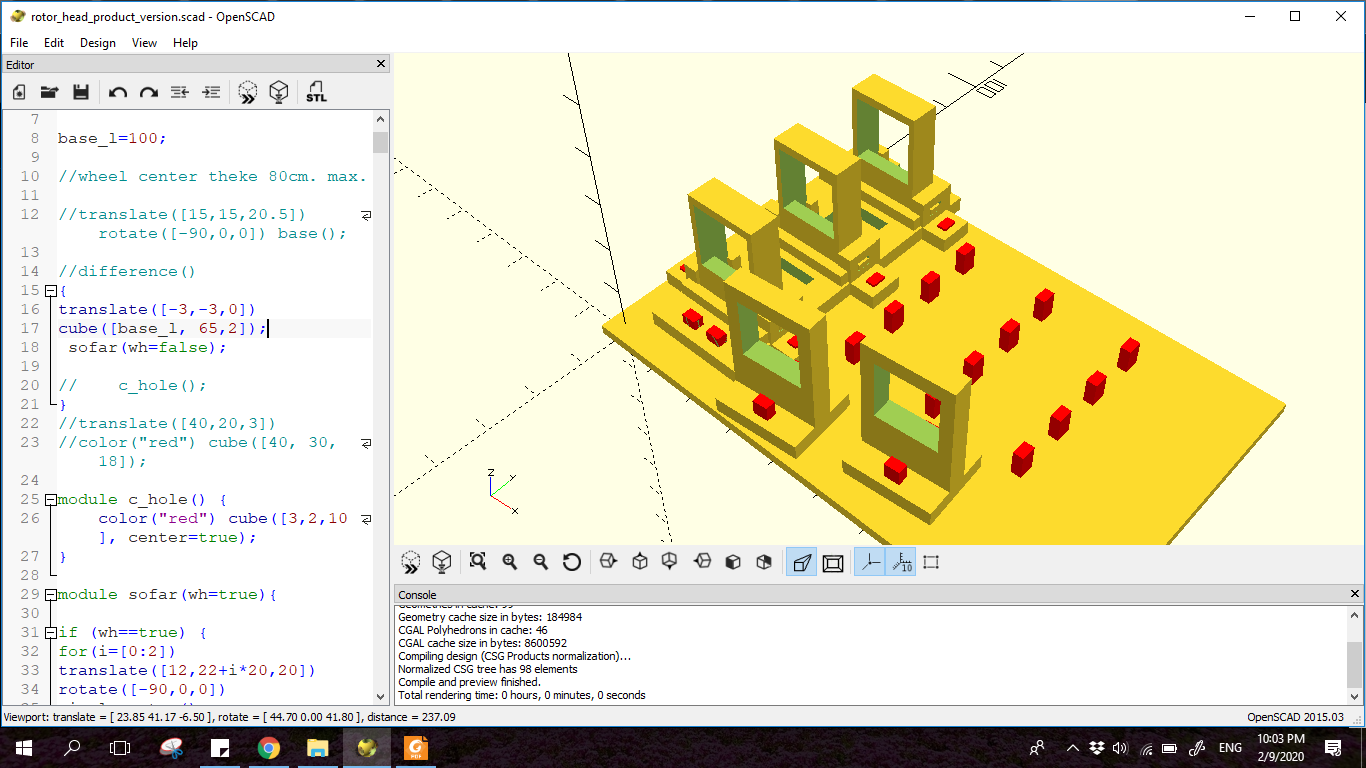 rotor_head_product_version.scad - OpenSCAD
File Edit Design View Help
Editor
STL
7
8 base_l=100;
9
10 //wheel center theke 80cm. max.
11
12 //translate([15,15,20.5])
rotate([-90,0,0]) base();
13
14 //difference()
15 {
16 translate([-3,-3,0])
17 cube([base_l, 65,2]);
18 sofar(wh=false);
19
20 // c_hole();
21 }
22 //translate([40,20,3])
23 //color("red") cube([40, 30,
18]);
24
25 module c_hole() {
26 color("red") cube([3,2,10
], center=true);
27 }
28
29 module sofar(wh=true){
30
31 if (wh==true) {
32 for(i=[0:2])
33 translate([12,22+i*20,20])
34 rotate([-90,0,0])
z
y
x
10
Console
Geometries in cache: 99
Geometry cache size in bytes: 184984
CGAL Polyhedrons in cache: 46
CGAL cache size in bytes: 8600592
Compiling design (CSG Products normalization)...
Normalized CSG tree has 98 elements
Compile and preview finished.
Total rendering time: 0 hours, 0 minutes, 0 seconds
Viewport: translate = [ 23.85 41.17 -6.50 ], rotate = [ 44.70 0.00 41.80 ], distance = 237.09
OpenSCAD 2015.03
ENG
10:03 PM
2/9/2020